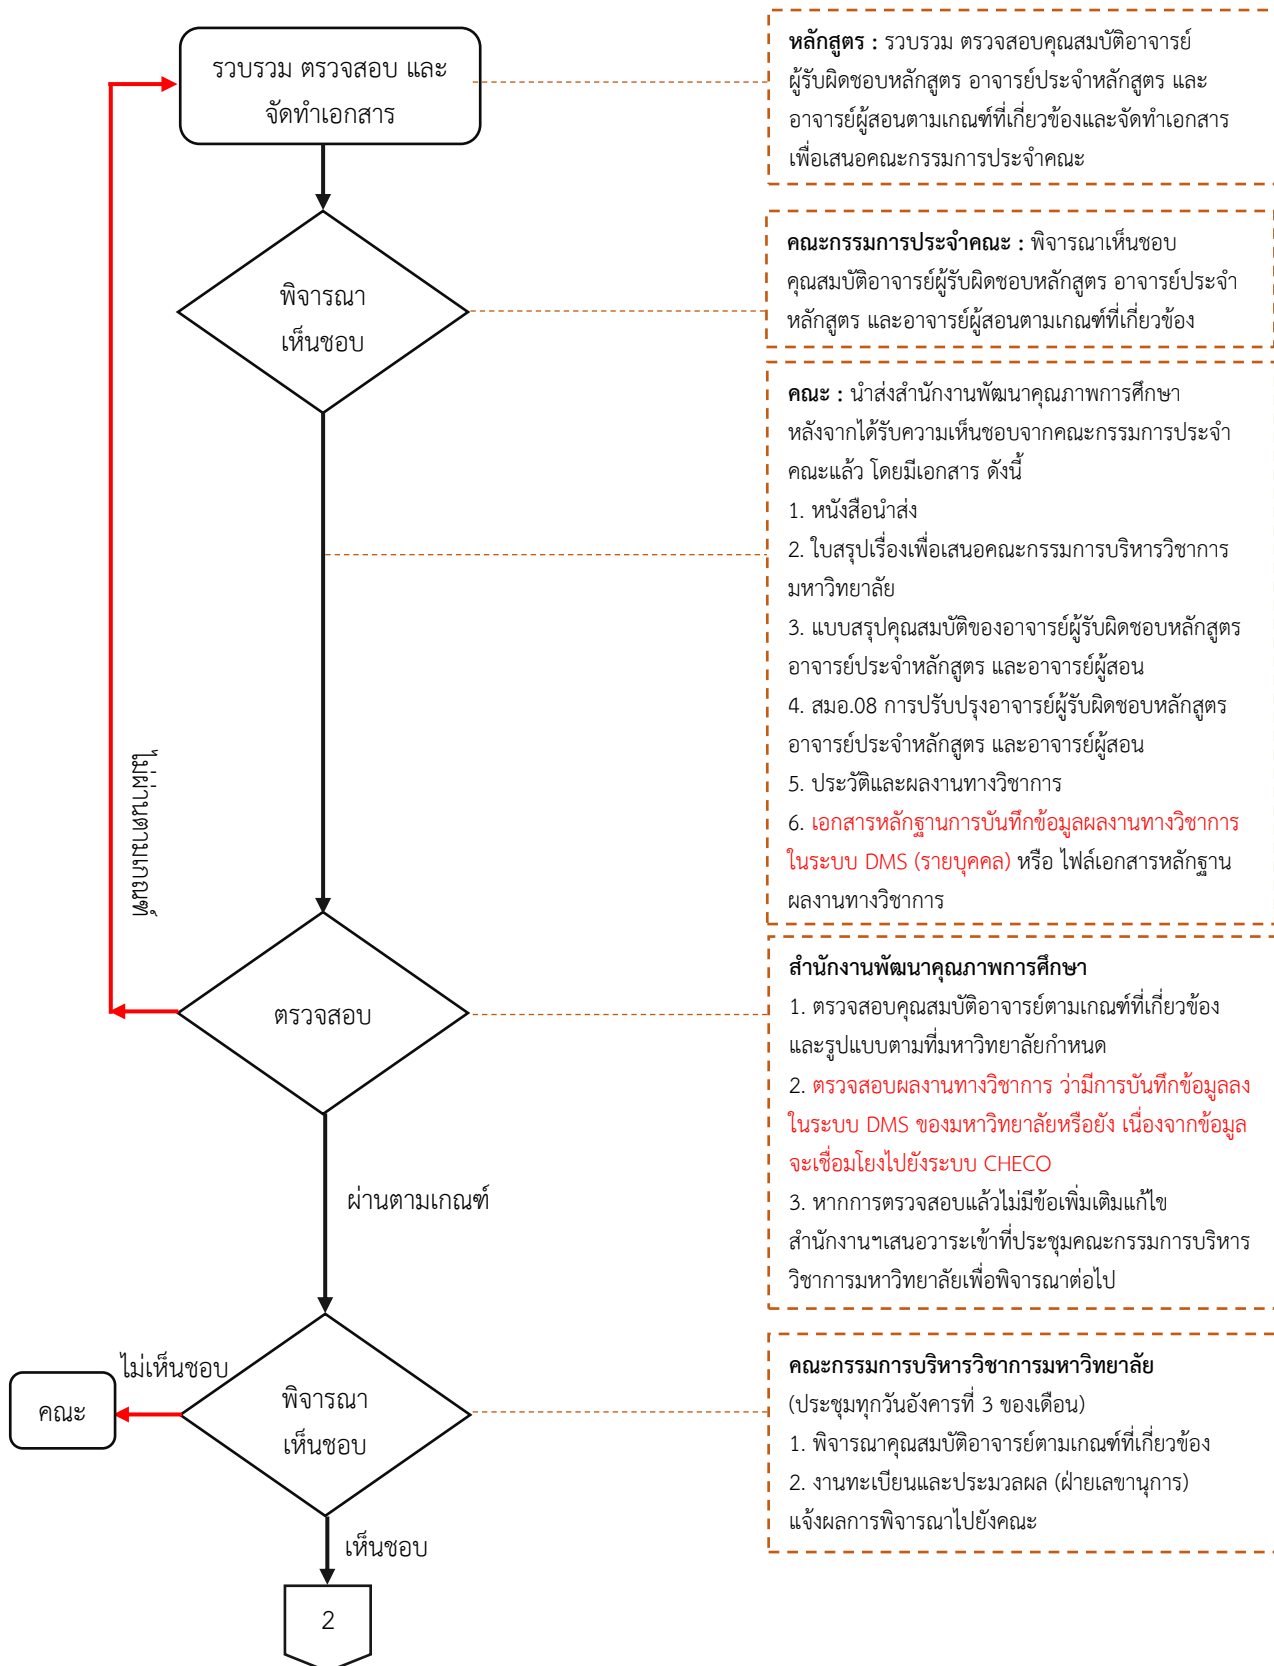 รวบรวม ตรวจสอบ และ
จัดทำเอกสาร
หลักสูตร : รวบรวม ตรวจสอบคุณสมบัติอาจารย์
ผู้รับผิดชอบหลักสูตร อาจารย์ประจำหลักสูตร และ
อาจารย์ผู้สอนตามเกณฑ์ที่เกี่ยวข้องและจัดทำเอกสาร
เพื่อเสนอคณะกรรมการประจำคณะ
พิจารณา
เห็นชอบ
คณะกรรมการประจำคณะ : พิจารณาเห็นชอบ
คุณสมบัติอาจารย์ผู้รับผิดชอบหลักสูตร อาจารย์ประจำ
หลักสูตร และอาจารย์ผู้สอนตามเกณฑ์ที่เกี่ยวข้อง
คณะ : นำส่งสำนักงานพัฒนาคุณภาพการศึกษา
หลังจากได้รับความเห็นชอบจากคณะกรรมการประจำ
คณะแล้ว โดยมีเอกสาร ดังนี้
1. หนังสือนำส่ง
2. ใบสรุปเรื่องเพื่อเสนอคณะกรรมการบริหารวิชาการ
มหาวิทยาลัย
3. แบบสรุปคุณสมบัติของอาจารย์ผู้รับผิดชอบหลักสูตร
อาจารย์ประจำหลักสูตร และอาจารย์ผู้สอน
4. สมอ.08 การปรับปรุงอาจารย์ผู้รับผิดชอบหลักสูตร
อาจารย์ประจำหลักสูตร และอาจารย์ผู้สอน
5. ประวัติและผลงานทางวิชาการ
6. เอกสารหลักฐานการบันทึกข้อมูลผลงานทางวิชาการ
ในระบบ DMS (รายบุคคล) หรือ ไฟล์เอกสารหลักฐาน
ผลงานทางวิชาการ
ไม่ผ่านตามเกณฑ์
ตรวจสอบ
สำนักงานพัฒนาคุณภาพการศึกษา
1. ตรวจสอบคุณสมบัติอาจารย์ตามเกณฑ์ที่เกี่ยวข้อง
และรูปแบบตามที่มหาวิทยาลัยกำหนด
2. ตรวจสอบผลงานทางวิชาการ ว่ามีการบันทึกข้อมูลลง
ในระบบ DMS ของมหาวิทยาลัยหรือยัง เนื่องจากข้อมูล
จะเชื่อมโยงไปยังระบบ CHECO
3. หากการตรวจสอบแล้วไม่มีข้อเพิ่มเติมแก้ไข
สำนักงานฯเสนอวาระเข้าที่ประชุมคณะกรรมการบริหาร
วิชาการมหาวิทยาลัยเพื่อพิจารณาต่อไป
ผ่านตามเกณฑ์
ไม่เห็นชอบ
คณะ
พิจารณา
เห็นชอบ
คณะกรรมการบริหารวิชาการมหาวิทยาลัย
(ประชุมทุกวันอังคารที่ 3 ของเดือน)
1. พิจารณาคุณสมบัติอาจารย์ตามเกณฑ์ที่เกี่ยวข้อง
2. งานทะเบียนและประมวลผล (ฝ่ายเลขานุการ)
แจ้งผลการพิจารณาไปยังคณะ
เห็นชอบ
2